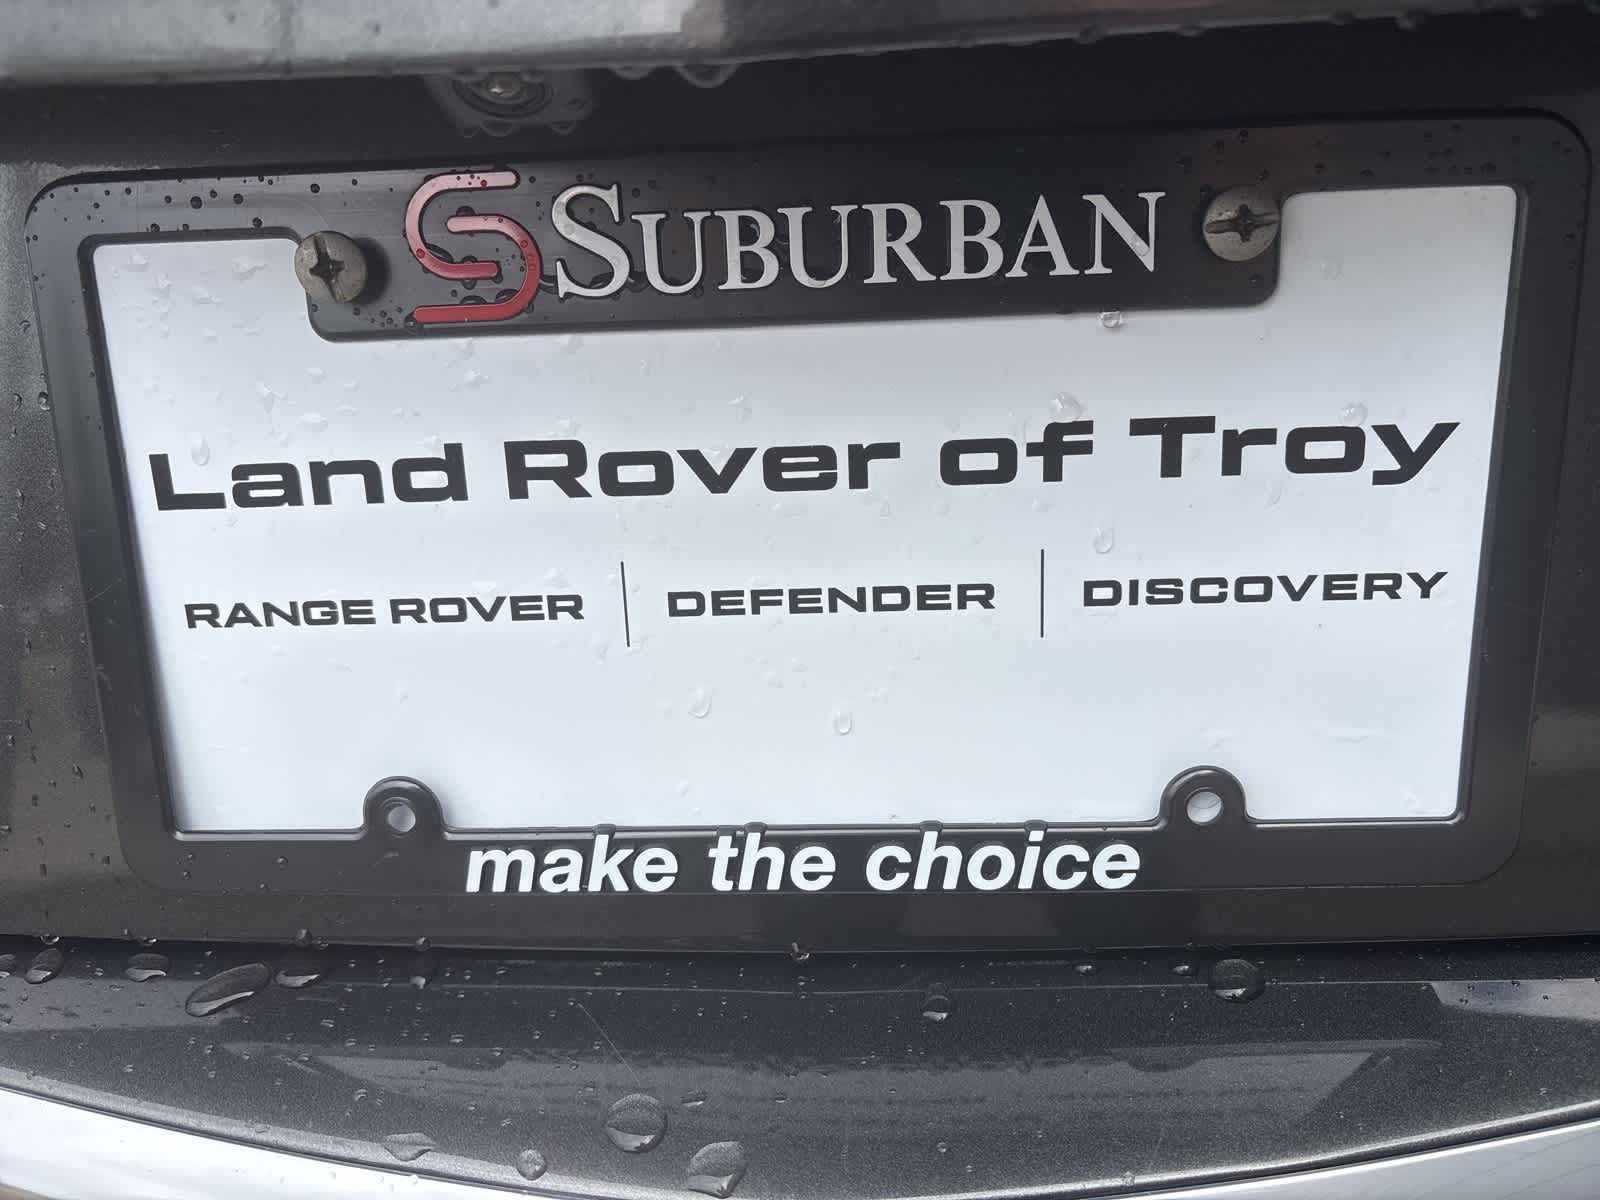 SUBURBAN
Land Rover of Troy
RANGE ROVER | DEFENDER | DISCOVERY
make the choice